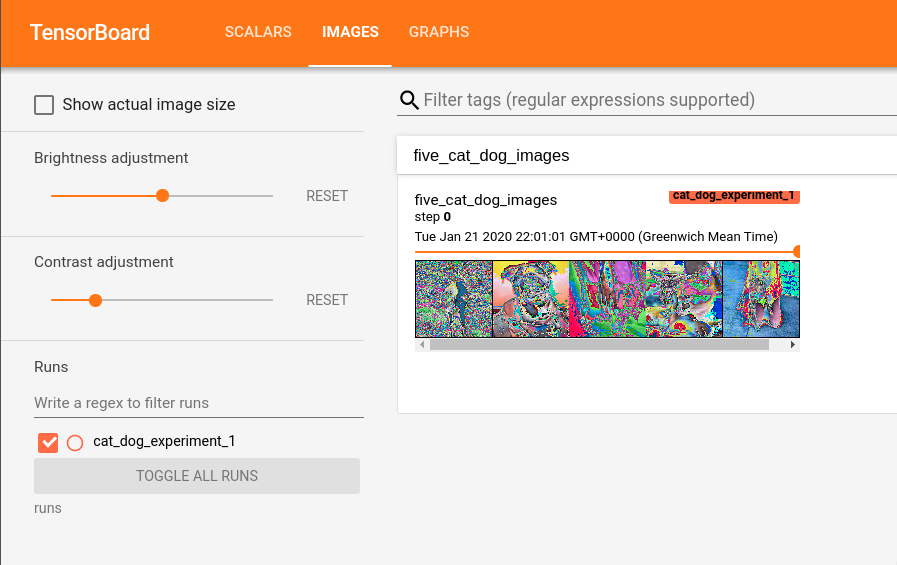 TensorBoard
SCALARS
IMAGES
GRAPHS
Show actual image size
Brightness adjustment
RESET
Contrast adjustment
RESET
Runs
Write a regex to filter runs
cat_dog_experiment_1
TOGGLE ALL RUNS
runs
Filter tags (regular expressions supported)
five_cat_dog_images
five_cat_dog_images
cat_dog_experiment_1
step 0
Tue Jan 21 2020 22:01:01 GMT+0000 (Greenwich Mean Time)